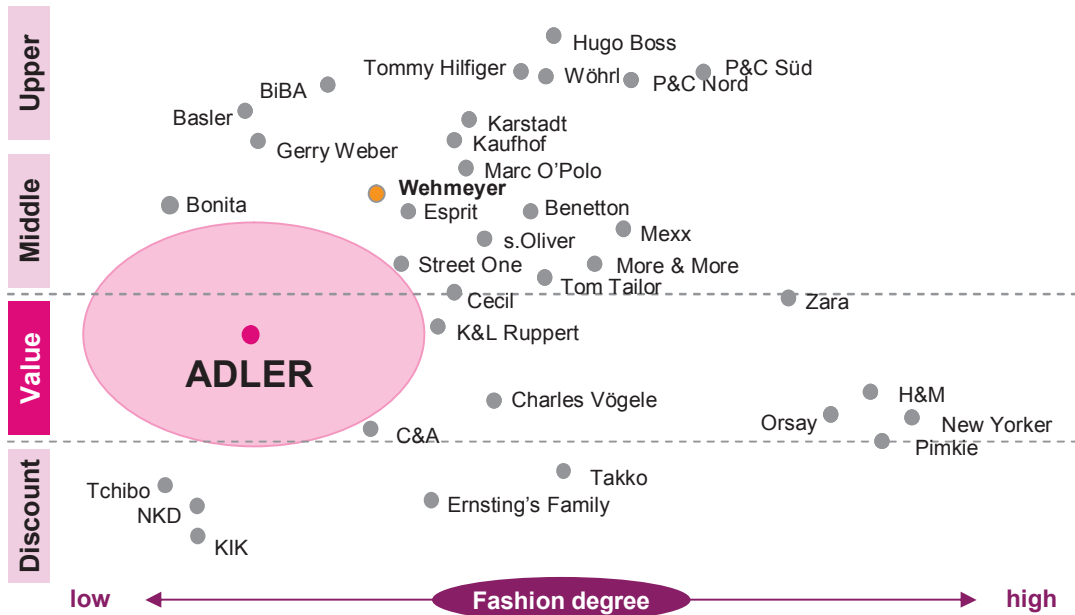 Upper
Middle
Value
Discount
Hugo Boss
Tommy Hilfiger
Wöhrl
P&C Süd
P&C Nord
BiBA
Basler
Karstadt
Gerry Weber
Kaufhof
Marc O'Polo
Wehmeyer
Bonita
Esprit
Benetton
Mexx
s.Oliver
Street One
More & More
Tom Tailor
Cecil
Zara
K&L Ruppert
ADLER
H&M
Charles Vögele
Orsay
New Yorker
C&A
Pimkie
Takko
Tchibo
Ernsting's Family
NKD
KIK
low
Fashion degree
high